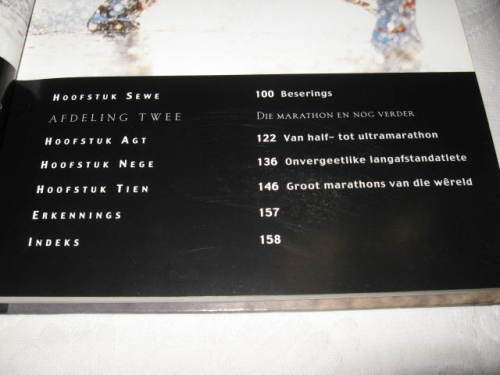 HOOFSTUK SEWE 100 Beserings
AFDELING TWEE DIE MARATHON EN NOG VERDER
HOOFSTUK AGT 122 Van half- tot ultramarathon
HOOFSTUK NEGE 136 Onvergeetlike langafstandatlete
HOOFSTUK TIEN 146 Groot marathons van die wêreld
ERKENNINGS 157
INDEKS 158